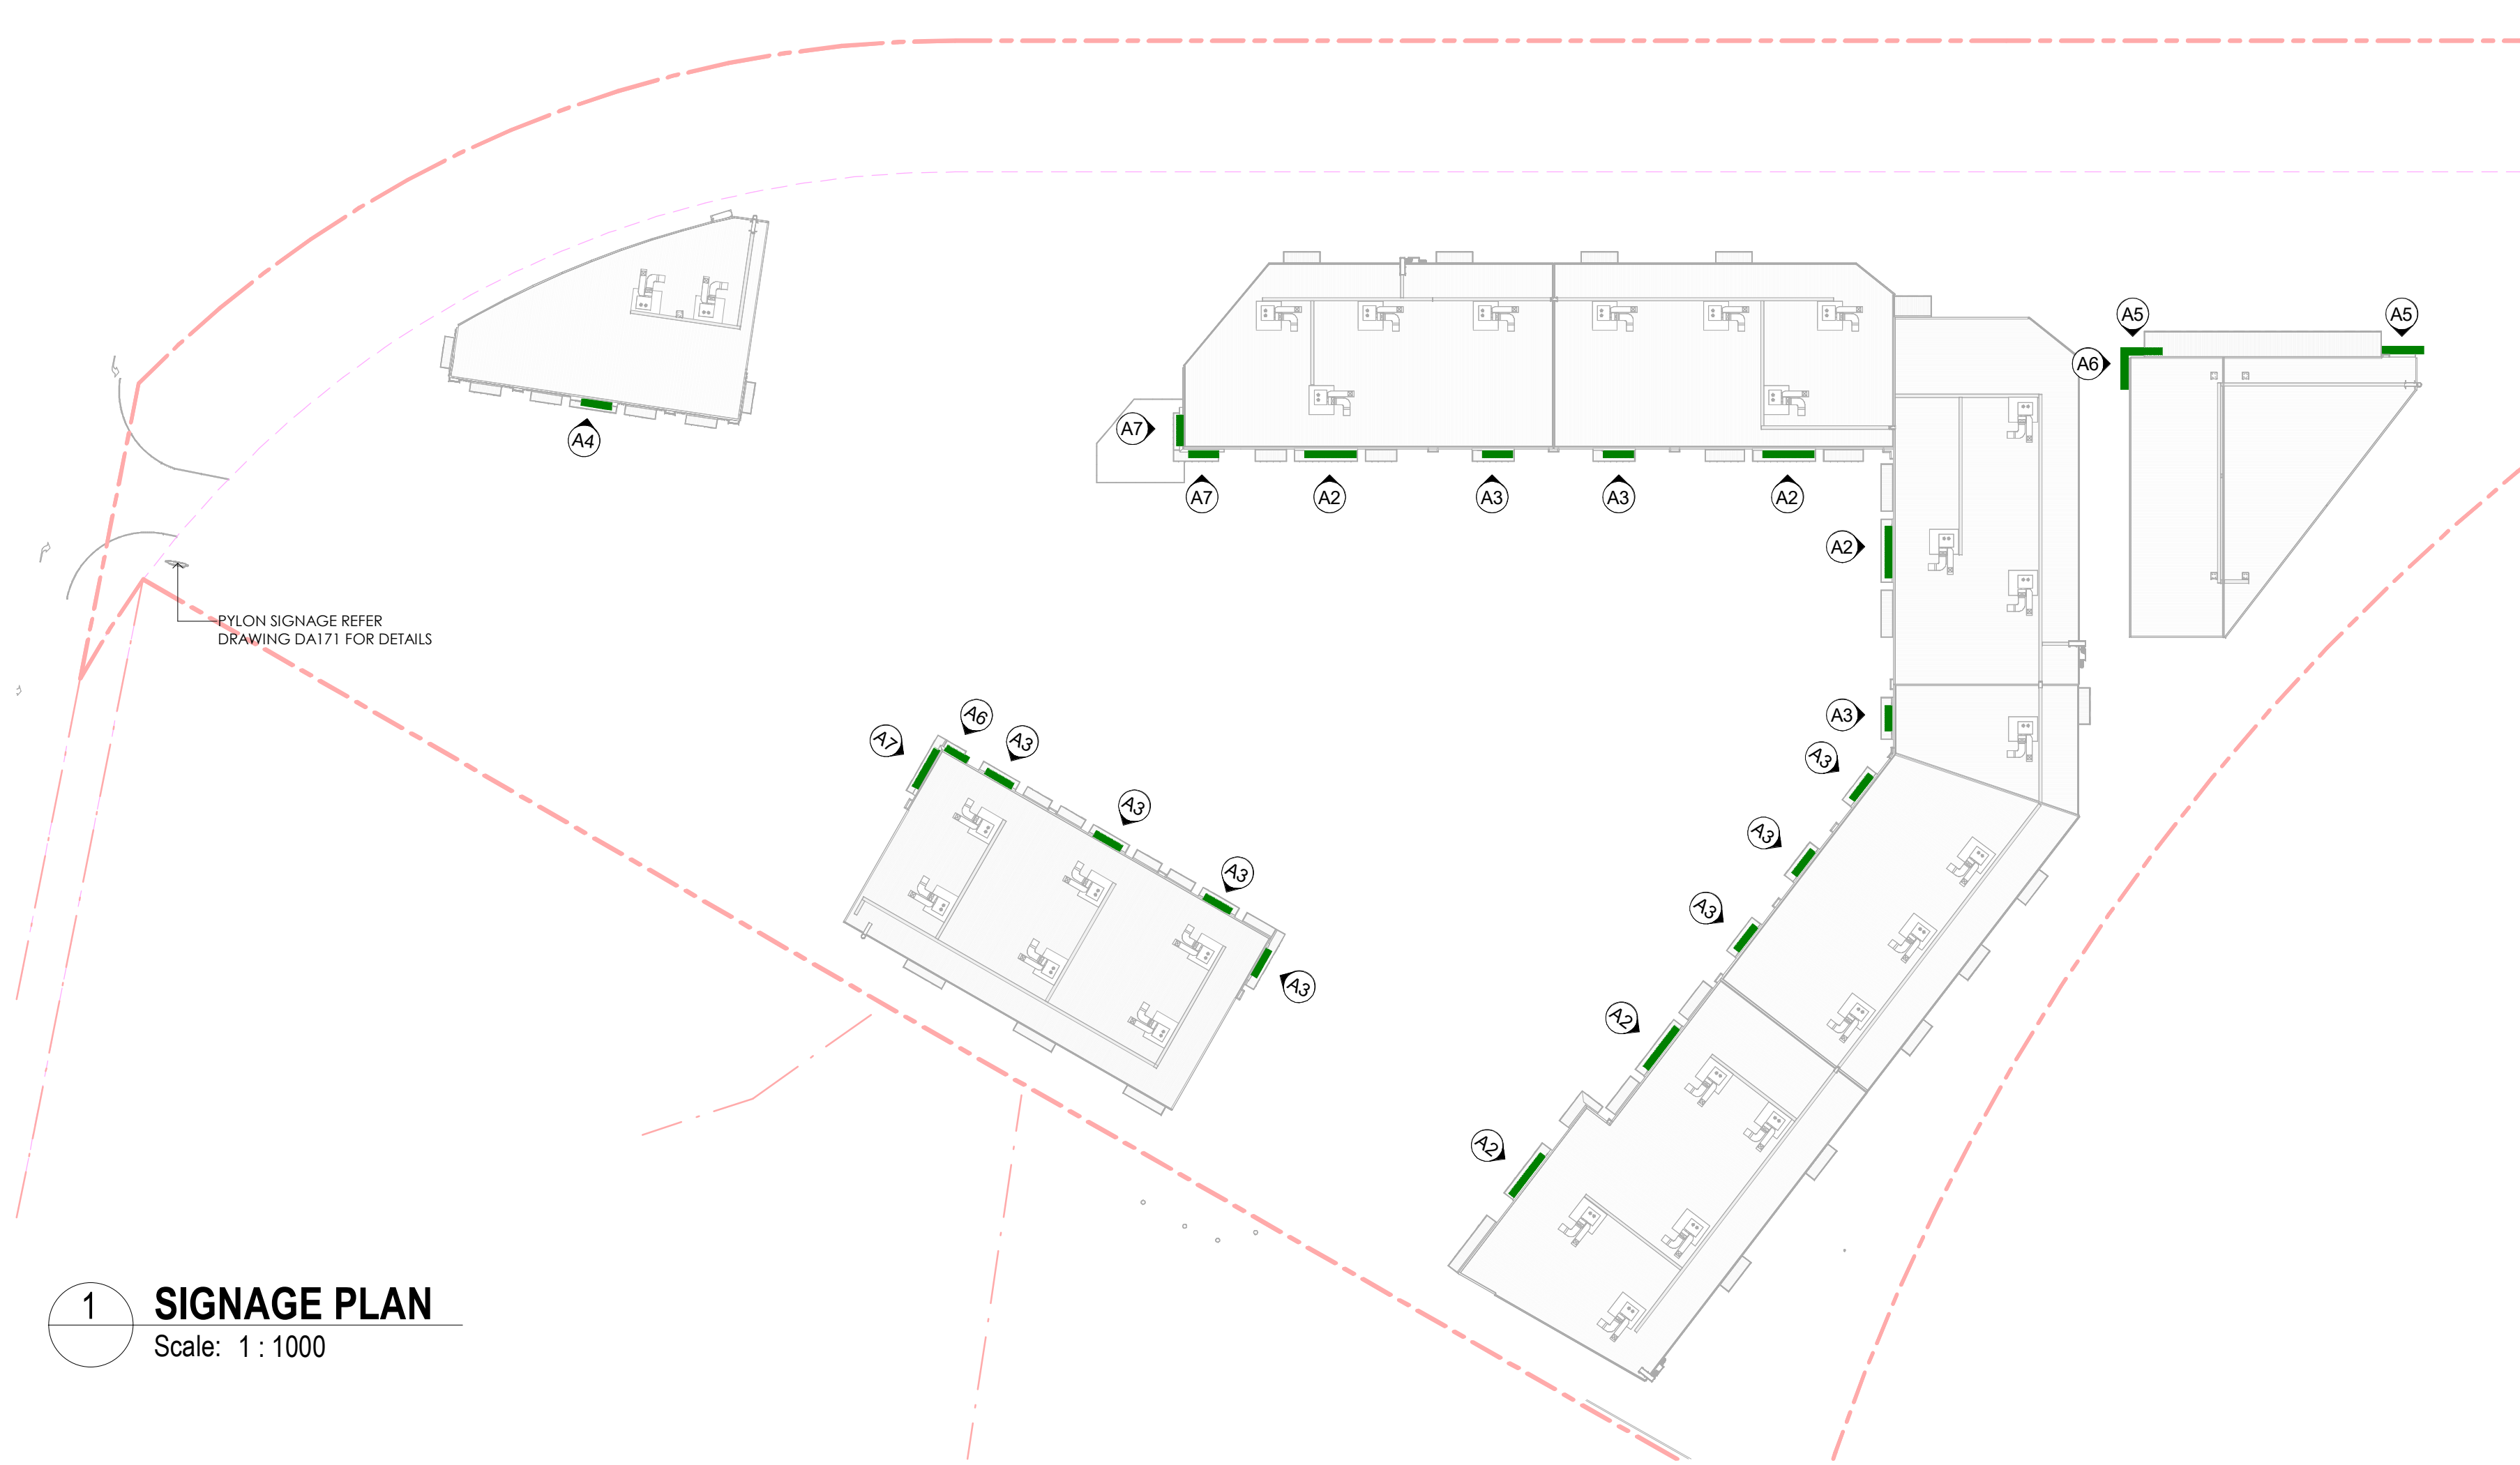 A5
A5
A6
A7
A4
A7
A2
A3
A3
A2
A2
PYLON SIGNAGE REFER
DRAWING DA171 FOR DETAILS
A3
A6
A7
A3
A3
A3
A3
A3
A3
A3
A2
A2
1
SIGNAGE PLAN
Scale: 1 : 1000